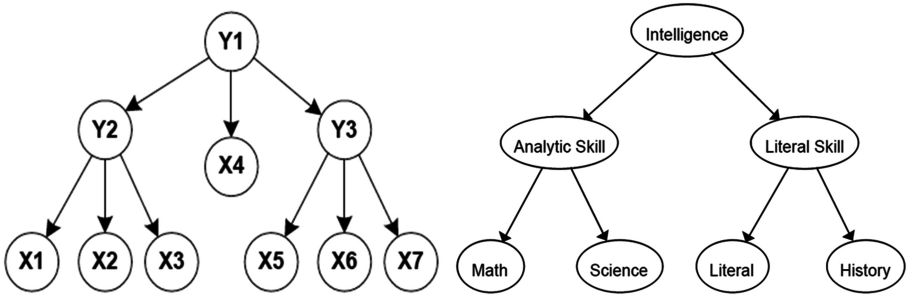 Y1
Y2
Y3
X4
X1
X2
X3
X5
X6
X7
Intelligence
Analytic Skill
Literal Skill
Math
Science
Literal
History